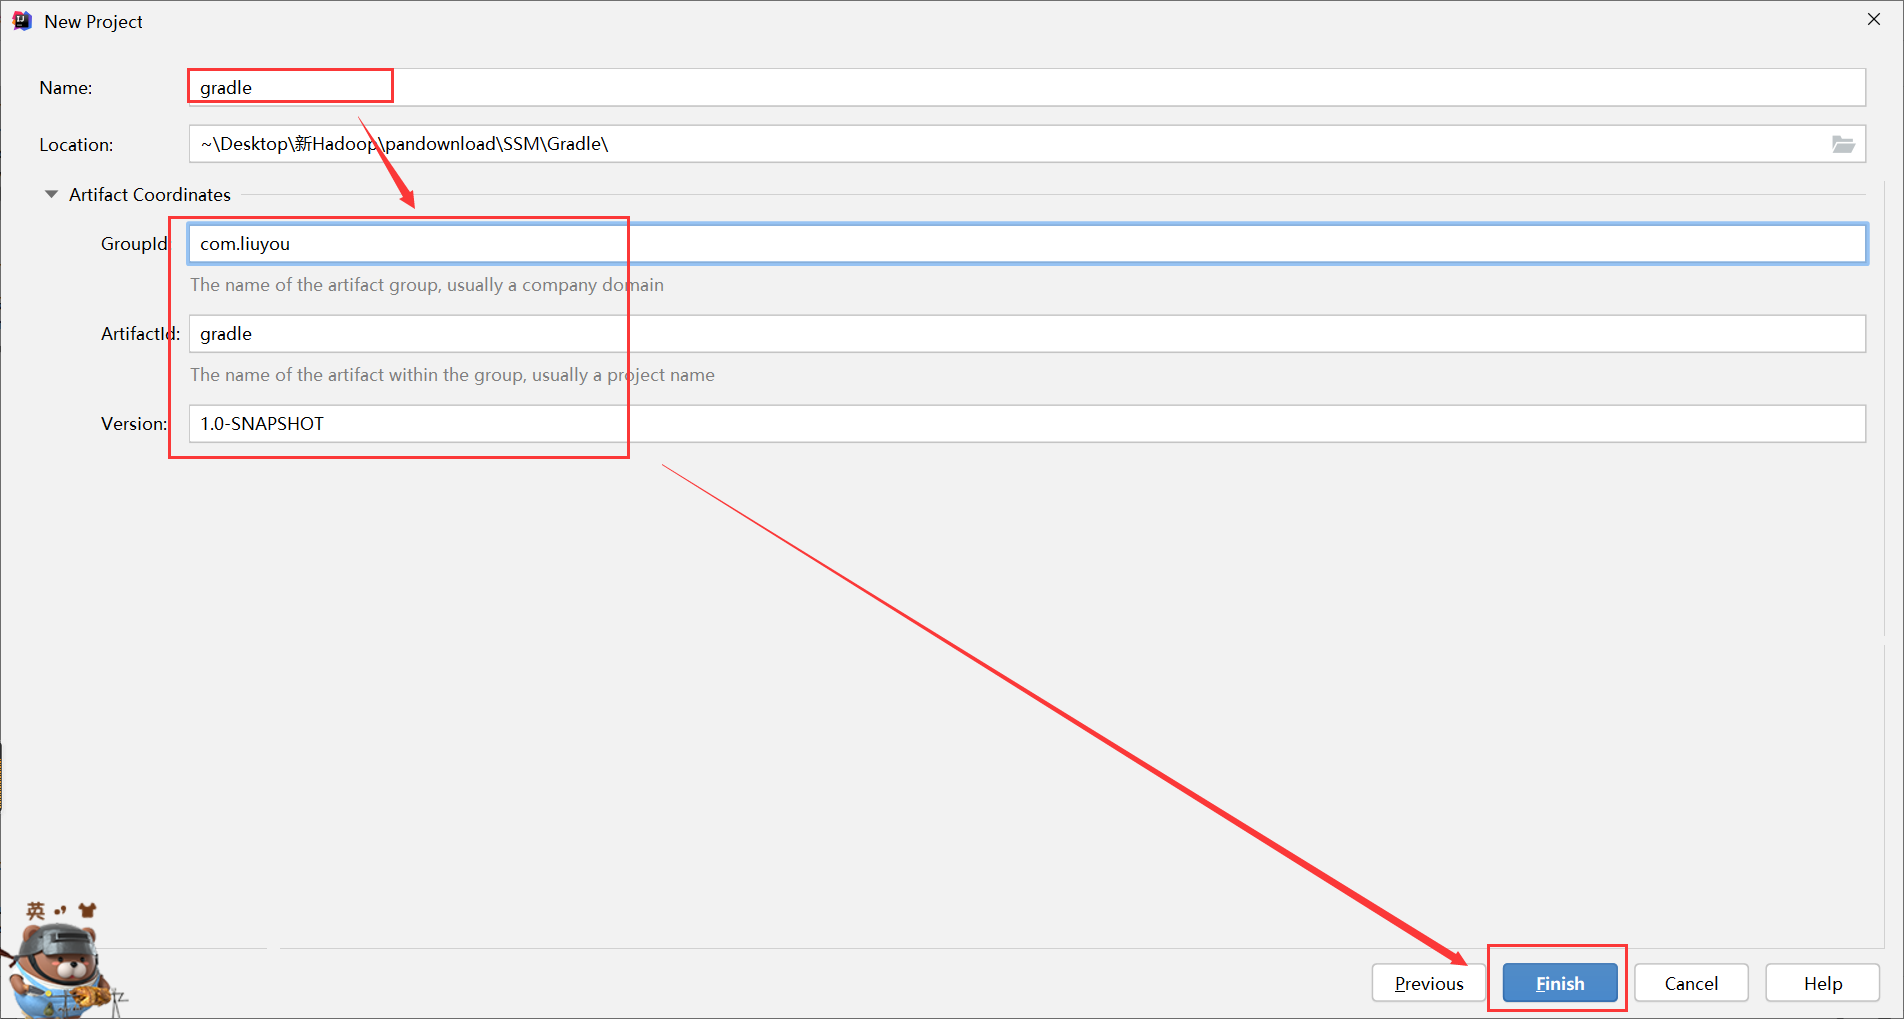 New Project
Name: gradle
Location: ~\Desktop\新Hadoop\pandownload\SSM\Gradle\
Artifact Coordinates
GroupId: com.liuyou
The name of the artifact group, usually a company domain
ArtifactId: gradle
The name of the artifact within the group, usually a project name
Version: 1.0-SNAPSHOT
英
Previous Finish Cancel Help